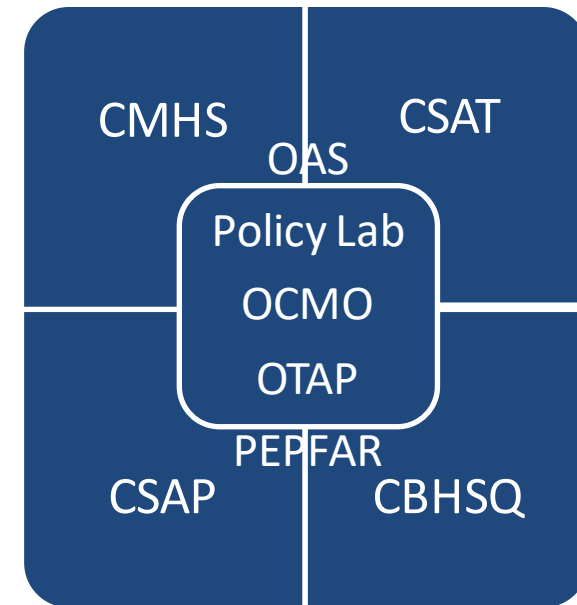 CMHS
CSAT
OAS
Policy Lab
OCMO
OTAP
PEPFAR
CSAP
CBHSQ